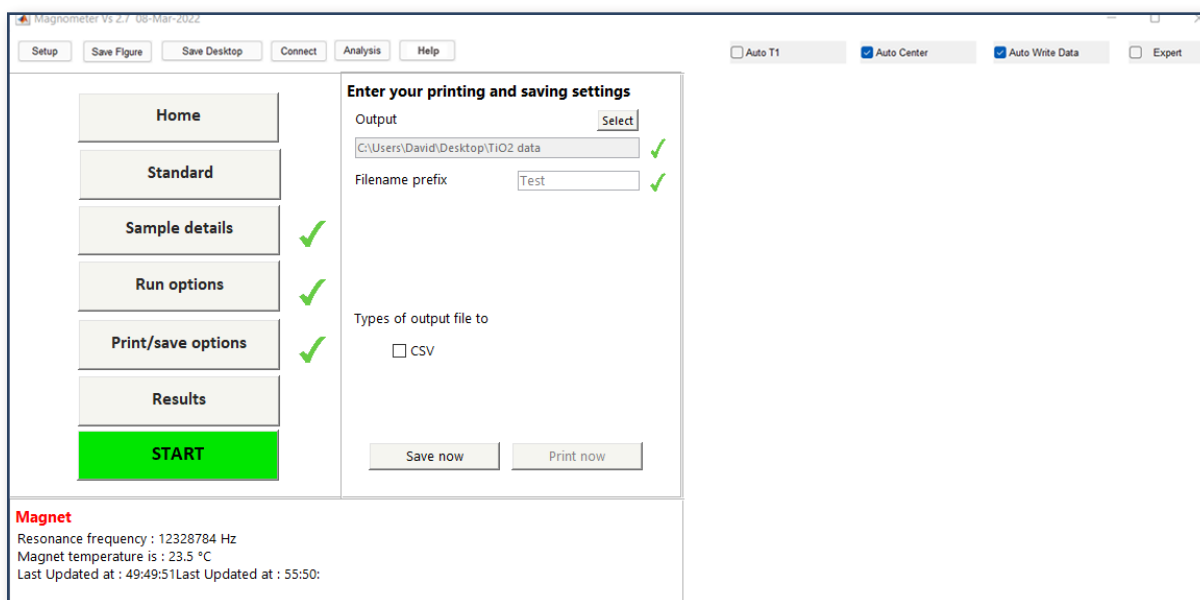 Magnometer Vs 2.7 08-Mar-2022
Setup Save FIgure Save Desktop Connect Analysis Help Auto T1 Auto Center Auto Write Data Expert
Home
Standard
Sample details
Run options
Print/save options
Results
START
Enter your printing and saving settings
Output Select
C:\Users\David\Desktop\TiO2 data
Filename prefix Test
Types of output file to
CSV
Save now Print now
Magnet
Resonance frequency : 12328784 Hz
Magnet temperature is : 23.5 °C
Last Updated at : 49:49:51Last Updated at : 55:50: